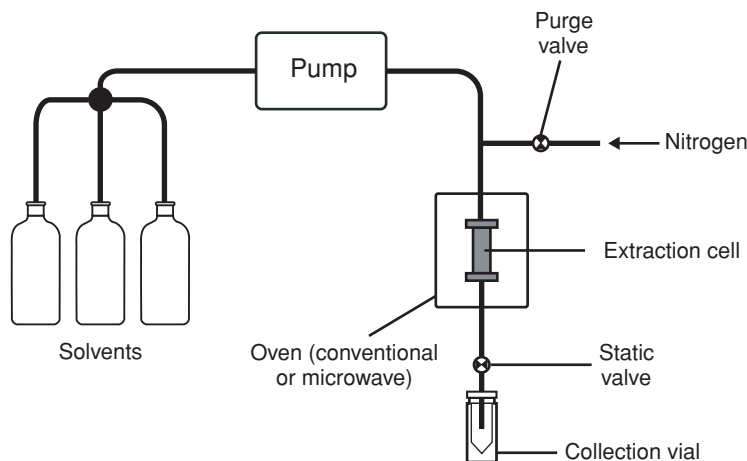 Purge
valve
Pump
Nitrogen
Extraction cell
Solvents
Oven (conventional
or microwave)
Static
valve
Collection vial